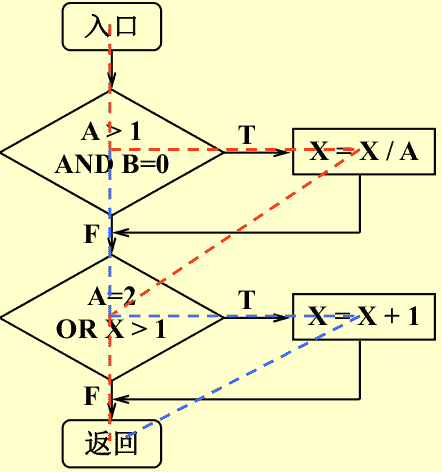 入口
A > 1
AND B=0
T
X = X / A
F
A=2
OR X > 1
T
X = X + 1
F
返回